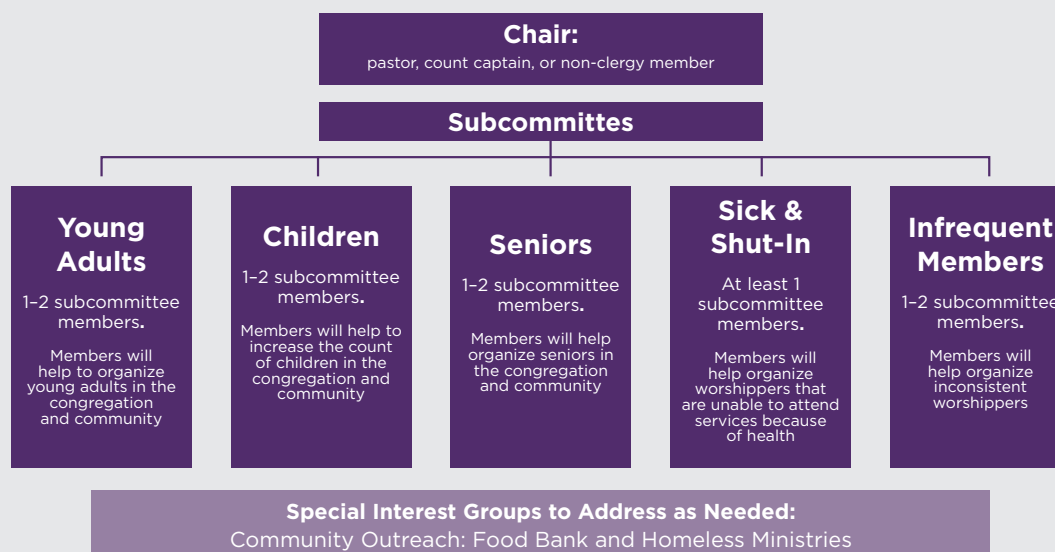 Chair:
pastor, count captain, or non-clergy member
Subcommittes
Young
Adults
1–2 subcommittee
members.
Members will
help to organize
young adults in the
congregation
and community
Children
1–2 subcommittee
members.
Members will help to
increase the count
of children in the
congregation and
community
Seniors
1–2 subcommittee
members.
Members will help
organize seniors in
the congregation
and community
Sick &
Shut-In
At least 1
subcommittee
members.
Members will
help organize
worshippers that
are unable to attend
services because
of health
Infrequent
Members
1–2 subcommittee
members.
Members will
help organize
inconsistent
worshippers
Special Interest Groups to Address as Needed:
Community Outreach: Food Bank and Homeless Ministries